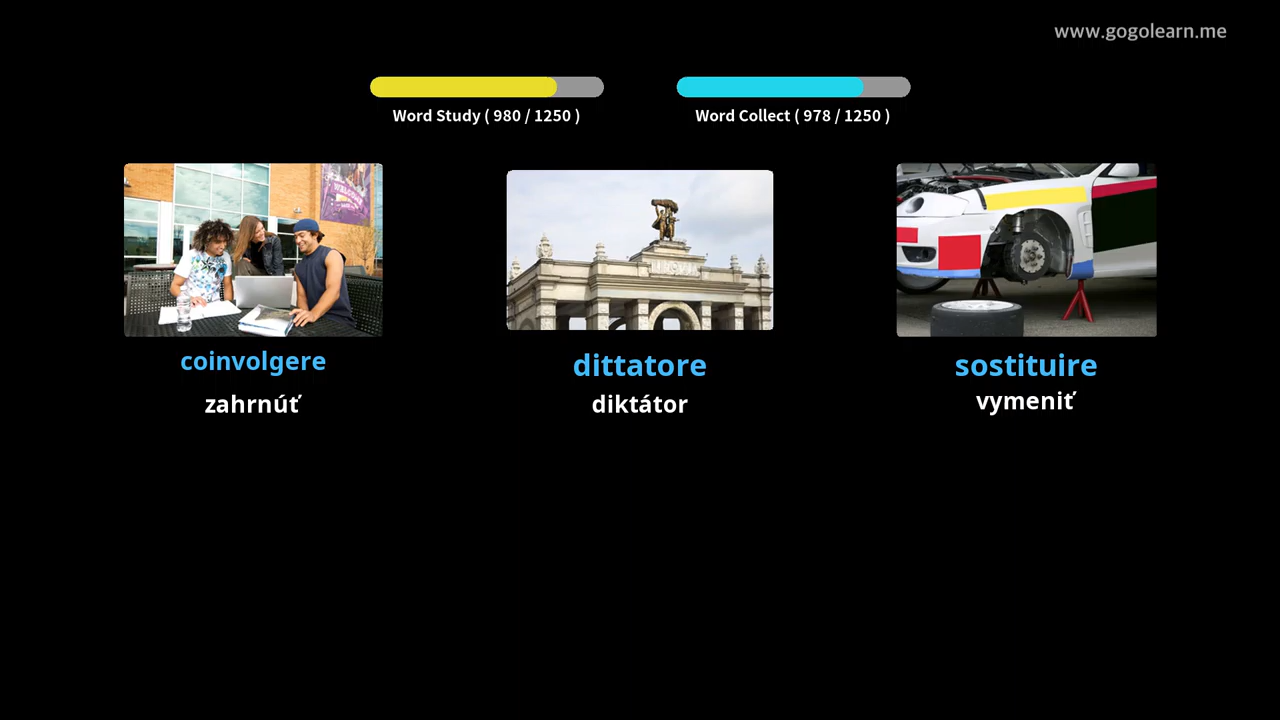 www.gogolearn.me
Word Study ( 980 / 1250 )
Word Collect ( 978 / 1250 )
coinvolgere
dittatore
sostituire
zahrnúť
diktátor
vymeniť